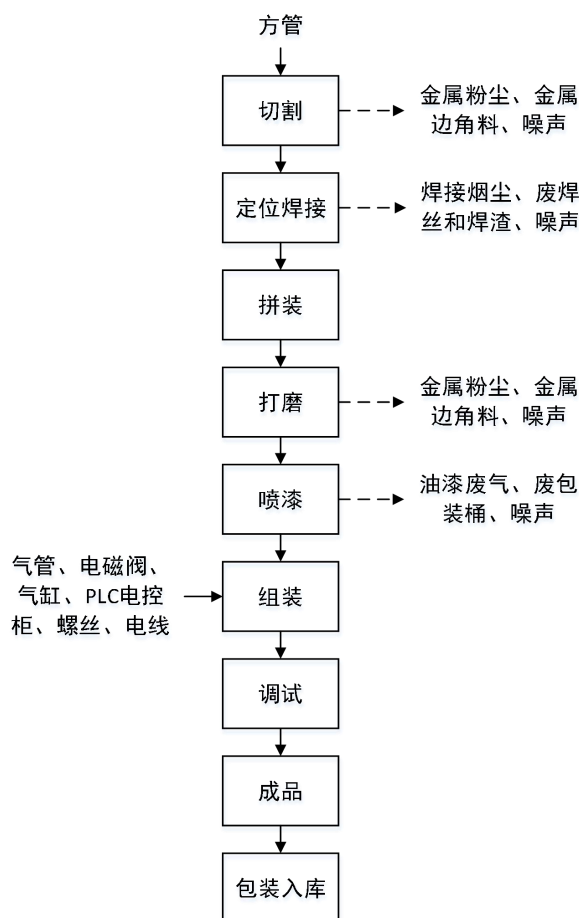 方管
切割
金属粉尘、金属
边角料、噪声
定位焊接
焊接烟尘、废焊
丝和焊渣、噪声
拼装
打磨
金属粉尘、金属
边角料、噪声
喷漆
油漆废气、废包
装桶、噪声
气管、电磁阀、
气缸、PLC电控
柜、螺丝、电线
组装
调试
成品
包装入库